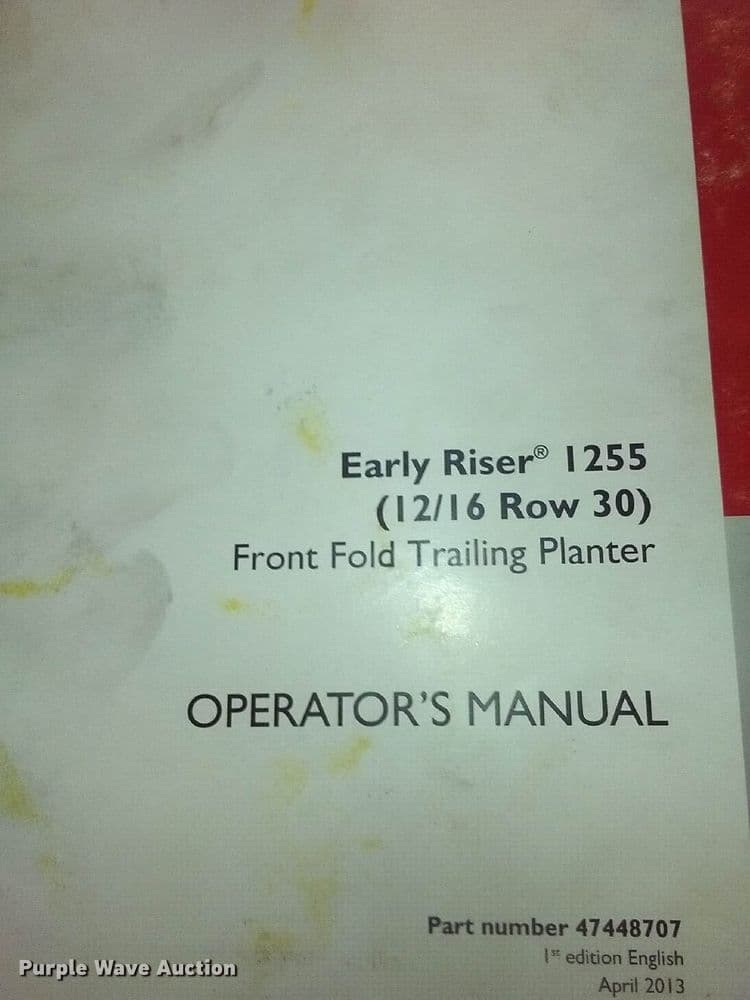 Early Riser® 1255
(12/16 Row 30)
Front Fold Trailing Planter
OPERATOR'S MANUAL
Part number 47448707
1st edition English
April 2013
Purple Wave Auction